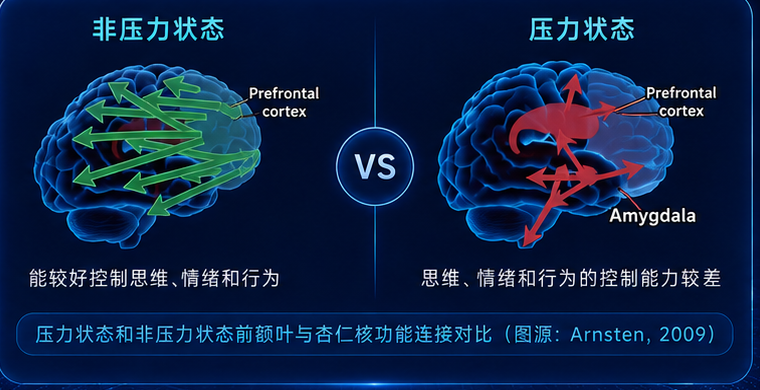 非压力状态
压力状态
Prefrontal
cortex
VS
Prefrontal
cortex
Amygdala
能较好控制思维、情绪和行为
思维、情绪和行为的控制能力较差
压力状态和非压力状态前额叶与杏仁核功能连接对比（图源：Arnsten, 2009）